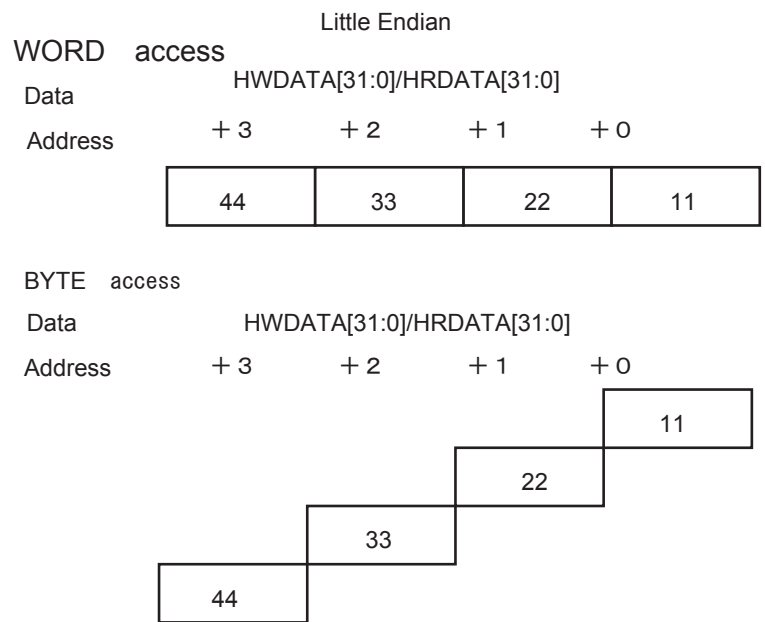 Little Endian
WORD access
Data HWDATA[31:0]/HRDATA[31:0]
Address +3 +2 +1 +0
44 33 22 11
BYTE access
Data HWDATA[31:0]/HRDATA[31:0]
Address +3 +2 +1 +0
11
22
33
44